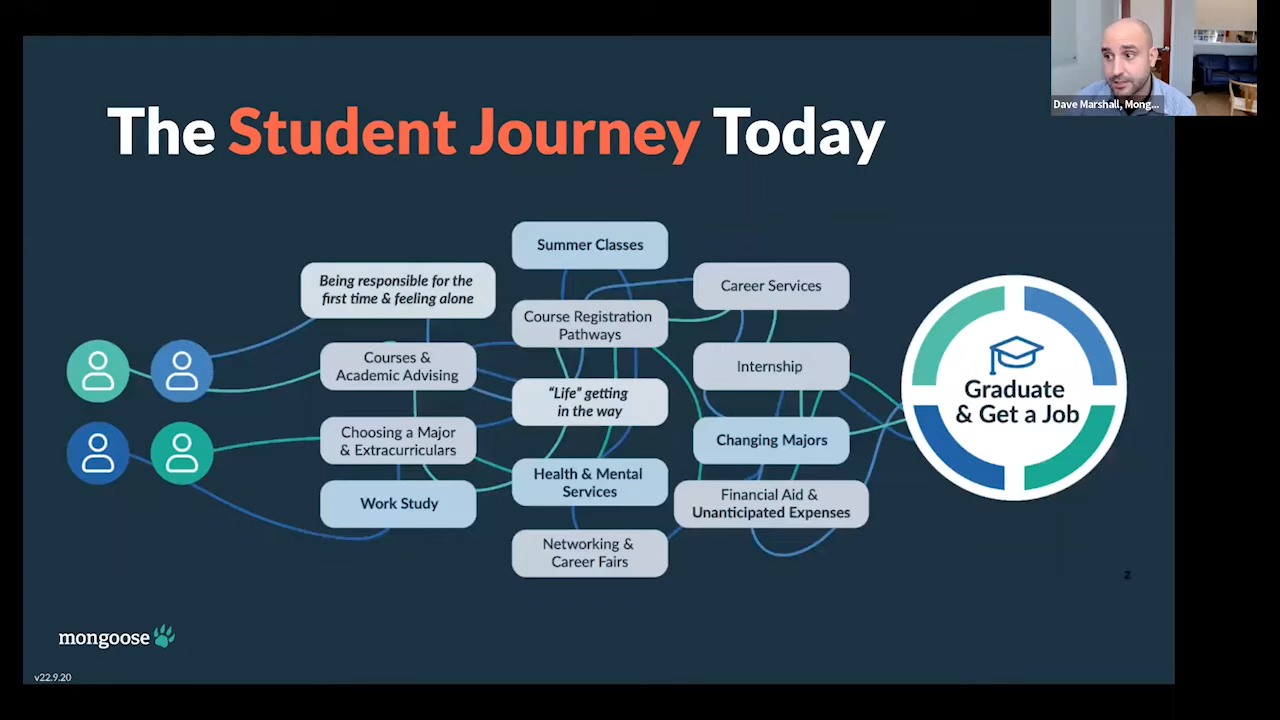 Dave Marshall, Mong...
The Student Journey Today
Being responsible for the
first time & feeling alone
Courses &
Academic Advising
Choosing a Major
& Extracurriculars
Work Study
Summer Classes
Course Registration
Pathways
“Life” getting
in the way
Health & Mental
Services
Networking &
Career Fairs
Career Services
Internship
Changing Majors
Financial Aid &
Unanticipated Expenses
Graduate
& Get a Job
z
mongoose
v22.9.20